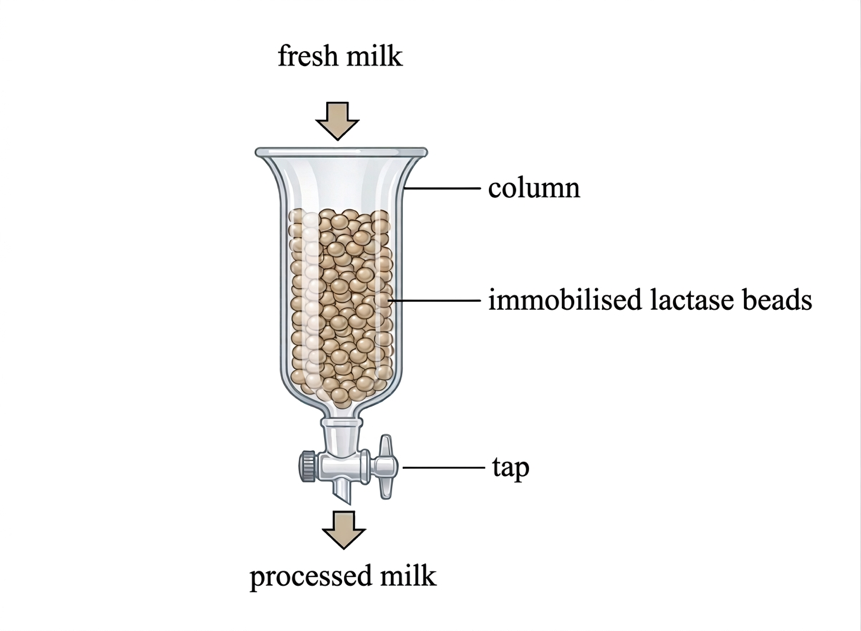 fresh milk
column
immobilised lactase beads
tap
processed milk